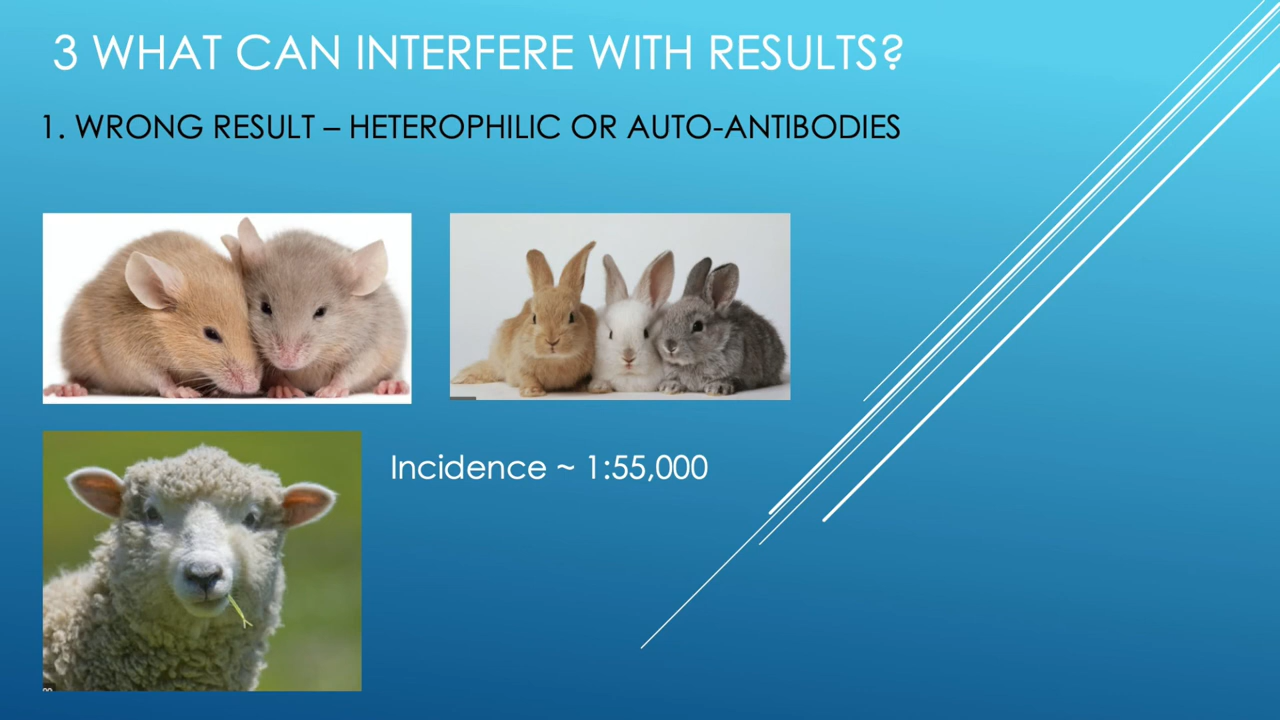 3 WHAT CAN INTERFERE WITH RESULTS?
1. WRONG RESULT – HETEROPHILIC OR AUTO-ANTIBODIES
Incidence ~ 1:55,000